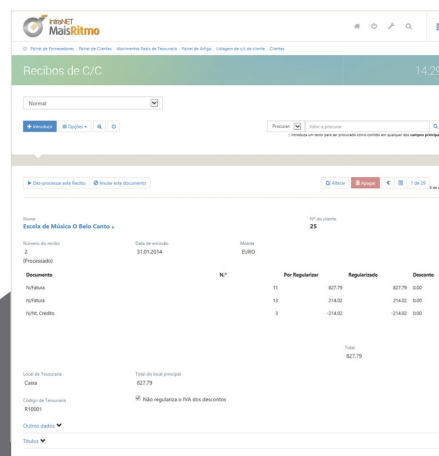 intraNET
MaisRitmo
Painel de Fornecedores Painel de Clientes Movimentos Reais de Tesouraria Painel de Artigo Listagem de c/c de cliente Clientes
Recibos de C/C 14:29
Normal
+ Introduzir Opções
Procurar Valor a procurar
Introduza um texto para ser procurado como contido em qualquer dos campos principa
Des-processar este Recibo Anular este documento Alterar Apagar 1 de 29
Nome Nº do cliente
Escola de Música O Belo Canto 25
Número do recibo Data de emissão Moeda
2 31.01.2014 EURO
(Processado)
Documento N.º Por Regularizar Regularizado Desconto
N/Fatura 11 827.79 827.79 0.00
N/Fatura 13 214.02 214.02 0.00
N/Nt. Crédito 3 -214.02 -214.02 0.00
Total
827.79
Local de Tesouraria Total do local principal
Caixa 827.79
Código de Tesouraria Não regulariza o IVA dos descontos
R10001
Outros dados
Títulos